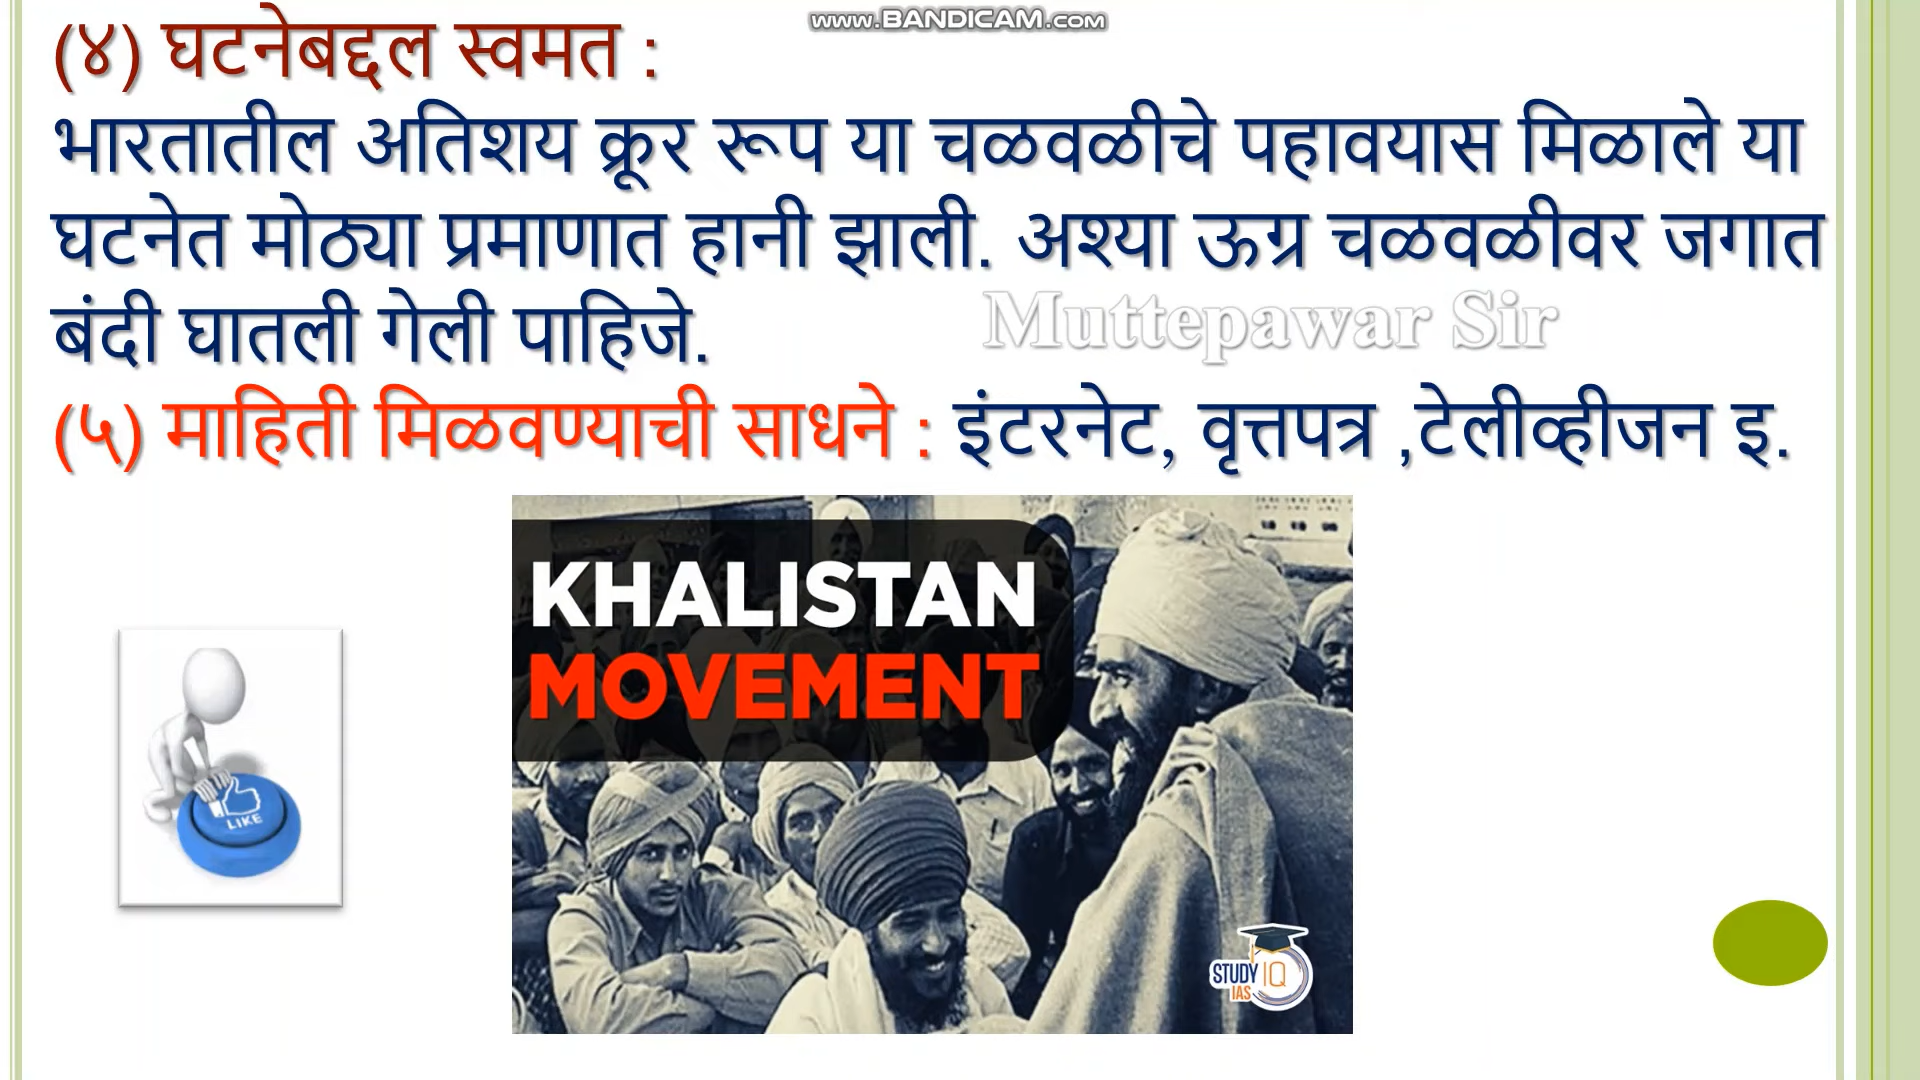 www.BANDICAM.com
(४) घटनेबद्दल स्वमत :
भारतातील अतिशय क्रूर रूप या चळवळीचे पहावयास मिळाले या
घटनेत मोठ्या प्रमाणात हानी झाली. अश्या ऊग्र चळवळीवर जगात
बंदी घातली गेली पाहिजे.
Muttepawar Sir
(५) माहिती मिळवण्याची साधने : इंटरनेट, वृत्तपत्र ,टेलीव्हीजन इ.
KHALISTAN
MOVEMENT
LIKE
STUDY IQ
IAS